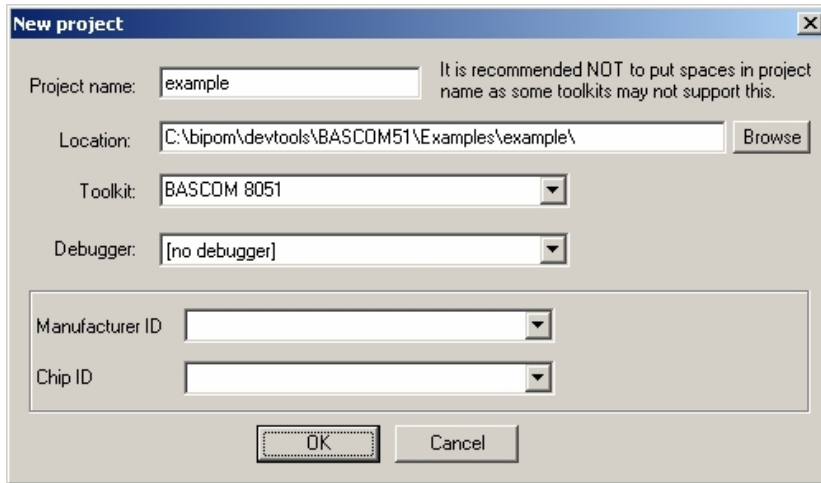 New project
Project name:
example
It is recommended NOT to put spaces in project
name as some toolkits may not support this.
Location:
C:\bipom\devtools\BASCOM51\Examples\example\
Browse
Toolkit:
BASCOM 8051
Debugger:
[no debugger]
Manufacturer ID
Chip ID
OK
Cancel